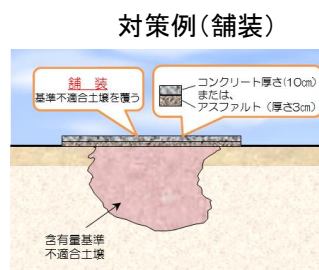 対策例(舗装)
舗 装
基準不適合土壌を覆う
コンクリート厚さ(10㎝)
または、
アスファルト（厚さ3㎝）
含有量基準
不適合土壌